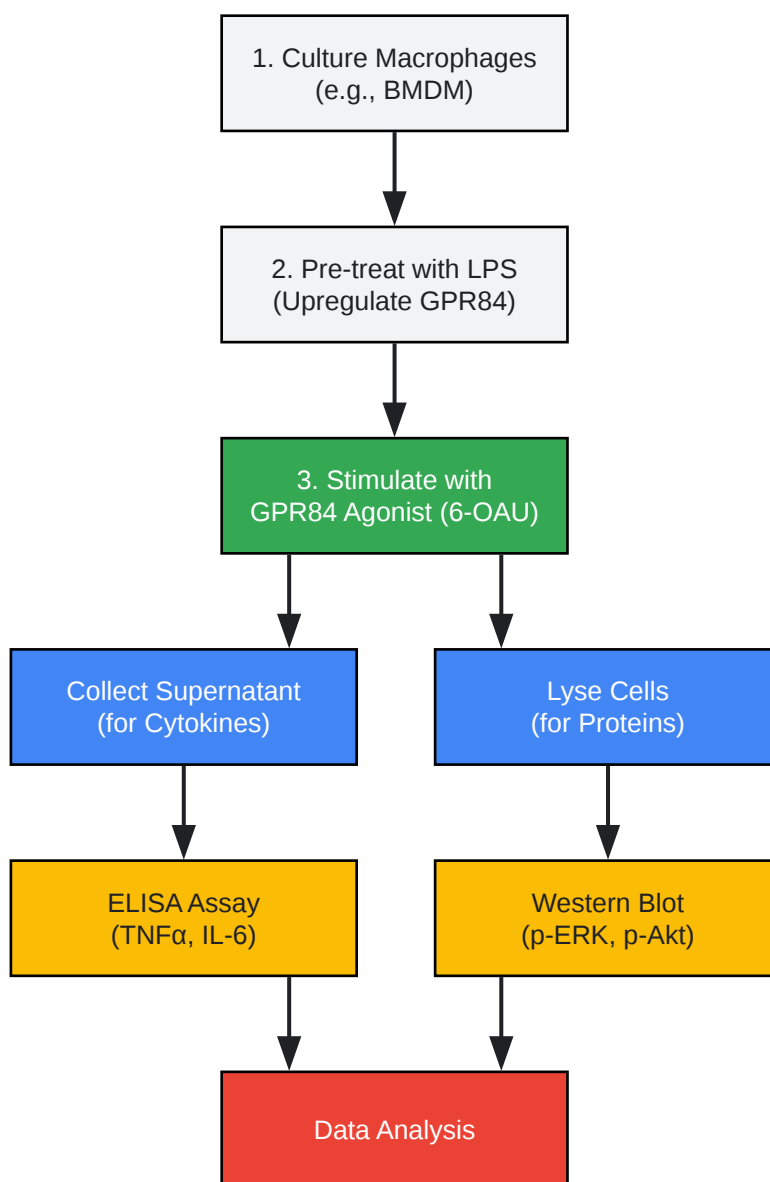 1. Culture Macrophages
(e.g., BMDM)
2. Pre-treat with LPS
(Upregulate GPR84)
3. Stimulate with
GPR84 Agonist (6-OAU)
Collect Supernatant
(for Cytokines)
Lyse Cells
(for Proteins)
ELISA Assay
(TNFα, IL-6)
Western Blot
(p-ERK, p-Akt)
Data Analysis